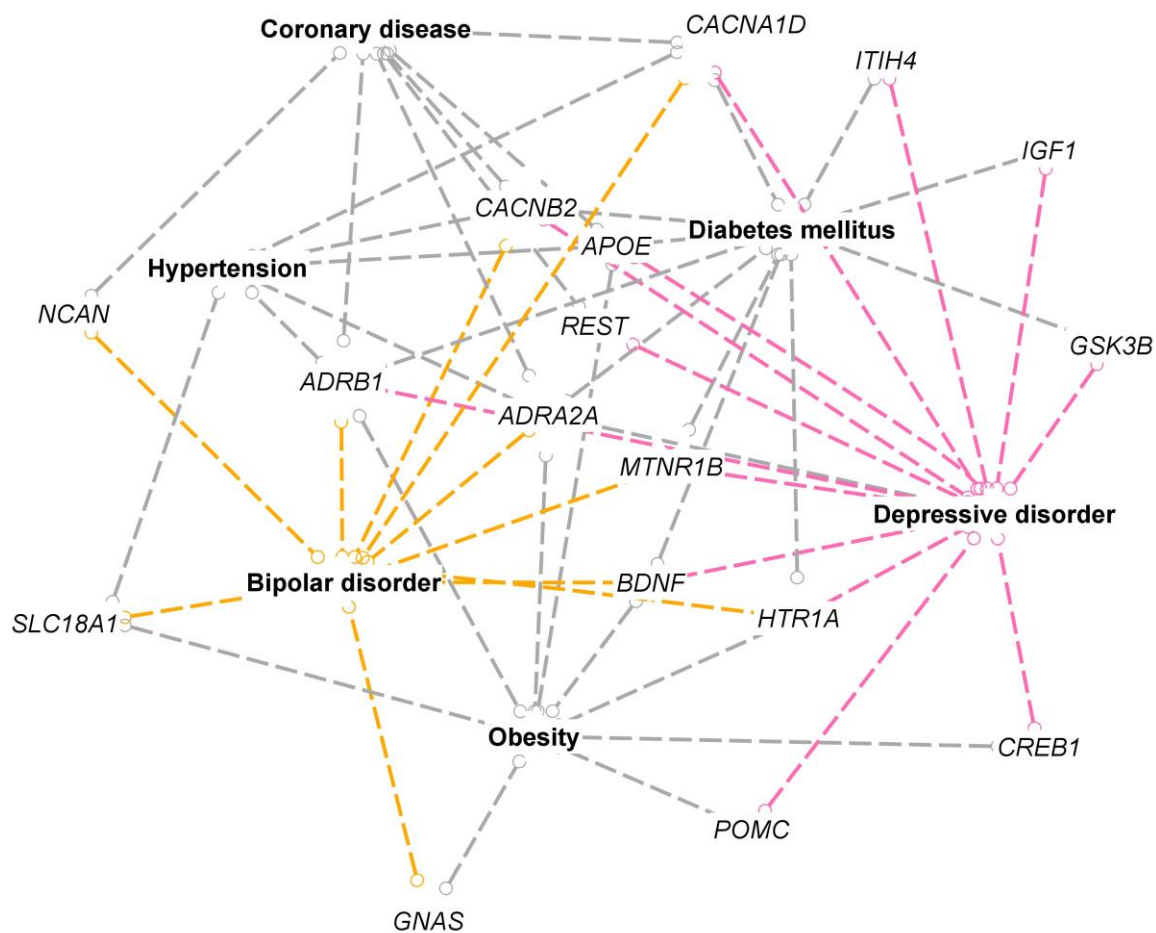 Coronary disease
CACNA1D
ITIH4
IGF1
CACNB2
Diabetes mellitus
APOE
Hypertension
NCAN
REST
GSK3B
ADRB1
ADRA2A
MTNR1B
Depressive disorder
Bipolar disorder
BDNF
SLC18A1
HTR1A
Obesity
CREB1
POMC
GNAS